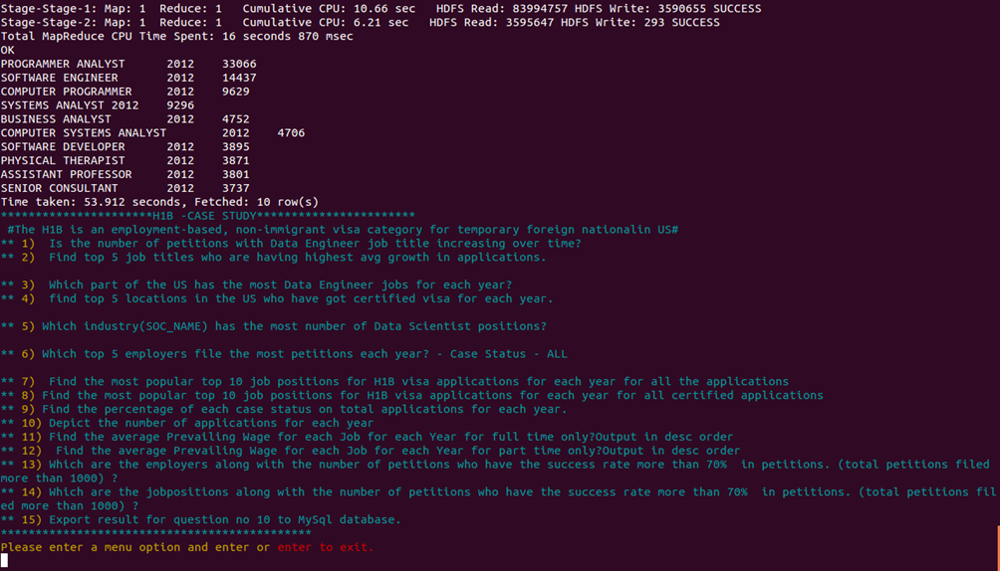 Stage-Stage-1: Map: 1  Reduce: 1   Cumulative CPU: 10.66 sec   HDFS Read: 83994757 HDFS Write: 3590655 SUCCESS
Stage-Stage-2: Map: 1  Reduce: 1   Cumulative CPU: 6.21 sec   HDFS Read: 3595647 HDFS Write: 293 SUCCESS
Total MapReduce CPU Time Spent: 16 seconds 870 msec
OK
PROGRAMMER ANALYST      2012    33066
SOFTWARE ENGINEER       2012    14437
COMPUTER PROGRAMMER     2012    9629
SYSTEMS ANALYST 2012    9296
BUSINESS ANALYST        2012    4752
COMPUTER SYSTEMS ANALYST        2012    4706
SOFTWARE DEVELOPER      2012    3895
PHYSICAL THERAPIST      2012    3871
ASSISTANT PROFESSOR     2012    3801
SENIOR CONSULTANT       2012    3737
Time taken: 53.912 seconds, Fetched: 10 row(s)
**********************H1B -CASE STUDY***********************
#The H1B is an employment-based, non-immigrant visa category for temporary foreign nationalin US#
** 1)  Is the number of petitions with Data Engineer job title increasing over time?
** 2)  Find top 5 job titles who are having highest avg growth in applications.
** 3)  Which part of the US has the most Data Engineer jobs for each year?
** 4)  find top 5 locations in the US who have got certified visa for each year.
** 5) Which industry(SOC_NAME) has the most number of Data Scientist positions?
** 6) Which top 5 employers file the most petitions each year? - Case Status - ALL
** 7)  Find the most popular top 10 job positions for H1B visa applications for each year for all the applications
** 8) Find the most popular top 10 job positions for H1B visa applications for each year for all certified applications
** 9) Find the percentage of each case status on total applications for each year.
** 10) Depict the number of applications for each year
** 11) Find the average Prevailing Wage for each Job for each Year for full time only?Output in desc order
** 12)  Find the average Prevailing Wage for each Job for each Year for part time only?Output in desc order
** 13) Which are the employers along with the number of petitions who have the success rate more than 70%  in petitions. (total petitions filed
more than 1000) ?
** 14) Which are the jobpositions along with the number of petitions who have the success rate more than 70%  in petitions. (total petitions fil
ed more than 1000) ?
** 15) Export result for question no 10 to MySql database.
*********************************************
Please enter a menu option and enter or enter to exit.